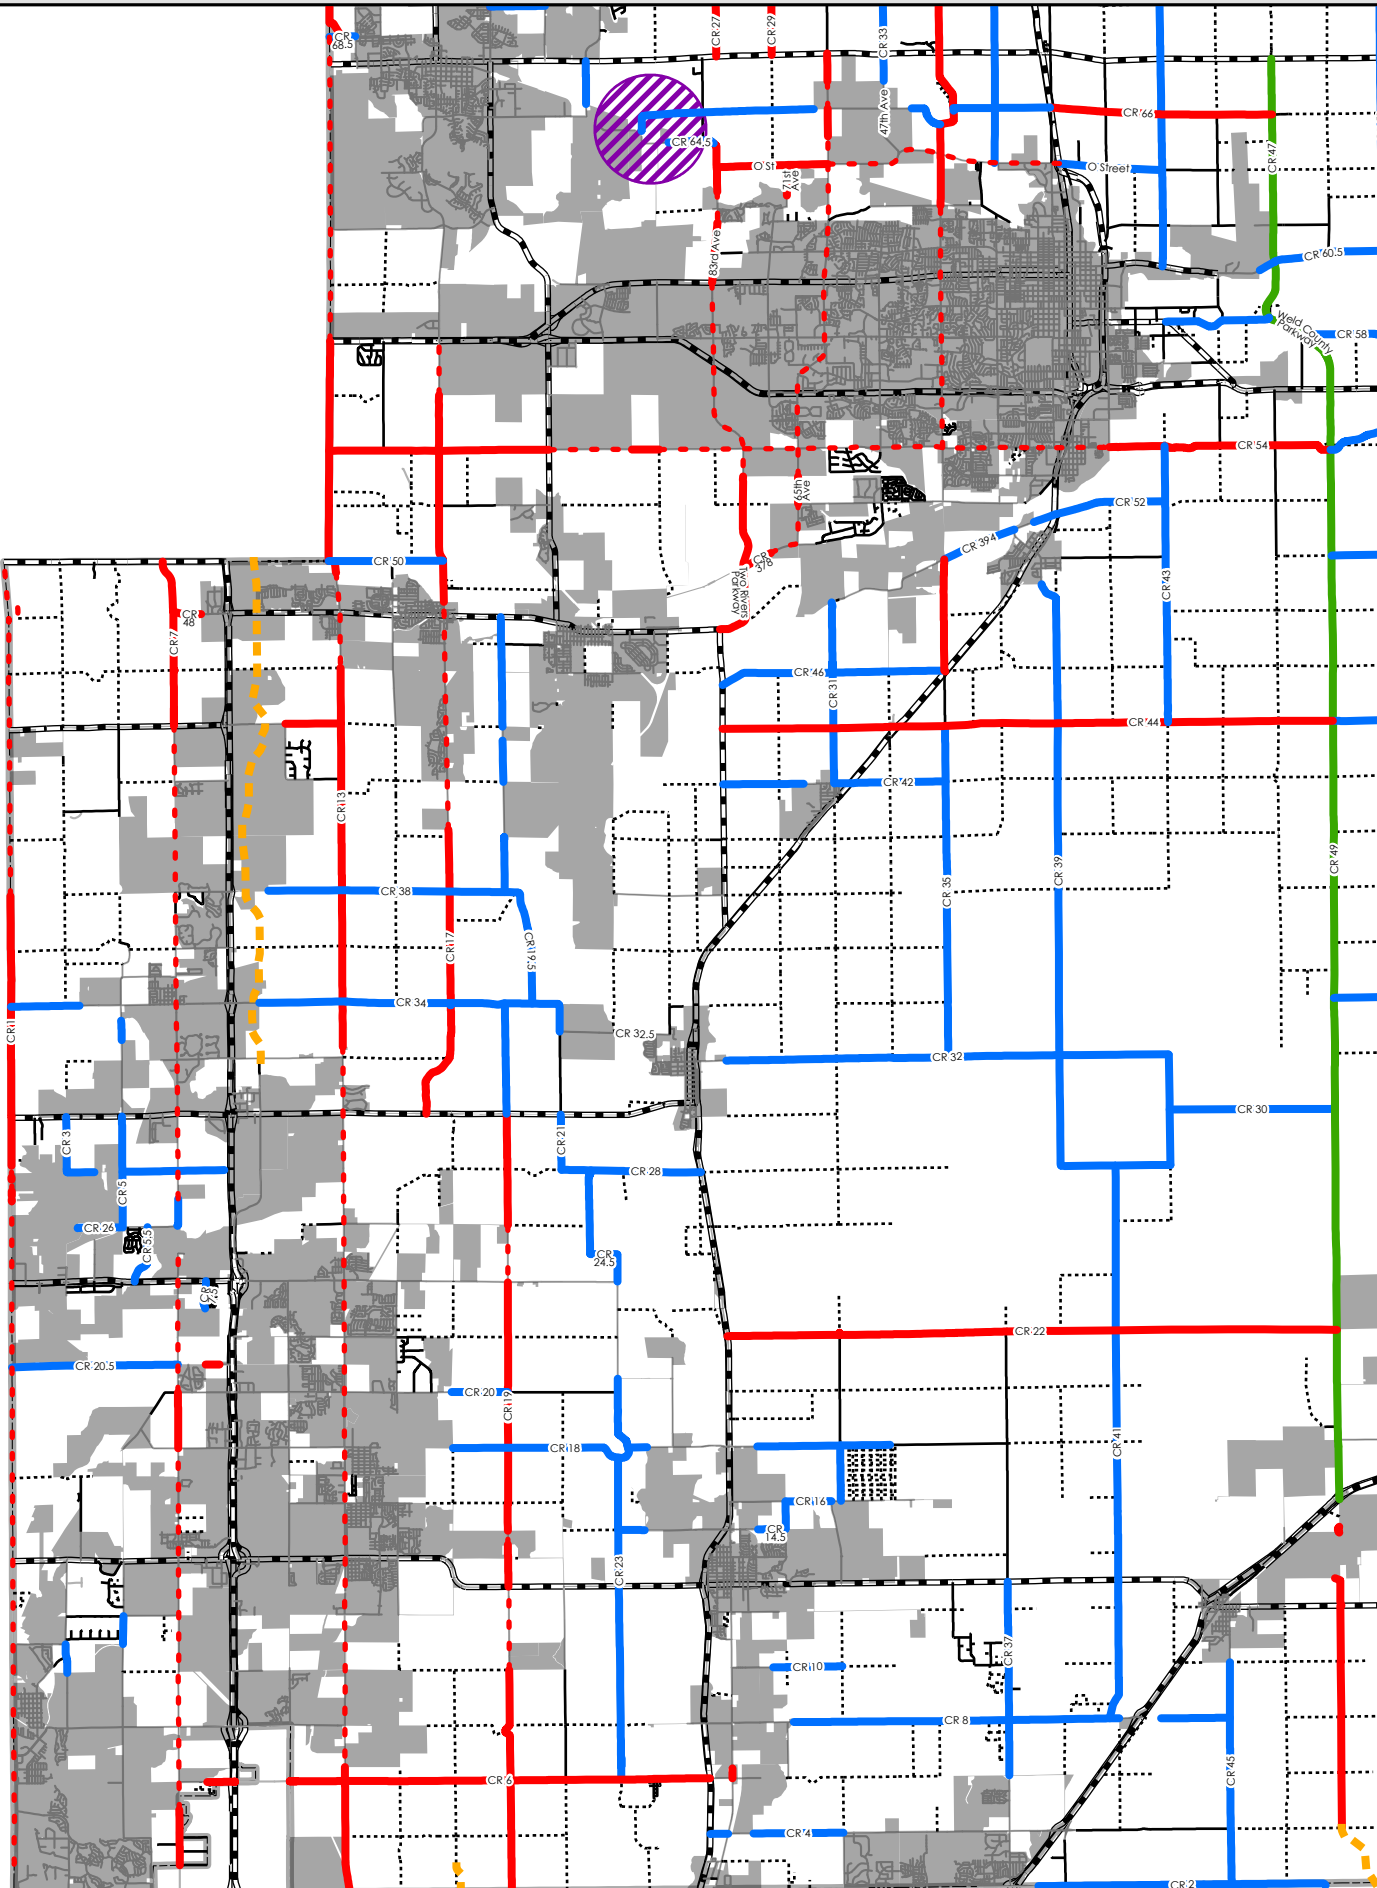 CR 27
CR 29
CR 33
CR
68.5
47th Ave
CR 66
CR 64.5
CR 47
O St
O Street
71st
Ave
83rd Ave
CR 60.5
Weld County
Parkway
CR 58
CR 54
65th
Ave
CR 52
CR 394
CR 50
CR
378
Two Rivers
Parkway
CR 43
CR
48
CR 7
CR 46
CR 31
CR 44
CR 42
CR 13
CR 49
CR 39
CR 35
CR 38
CR 17
CR 19.5
CR 34
CR 1
CR 32.5
CR 32
CR 30
CR 3
CR 21
CR 28
CR 5
CR 26
CR 5.5
CR
24.5
CR
7.5
CR 22
CR 20.5
CR 20
CR 19
CR 18
CR 41
CR 16
CR
14.5
CR 23
CR 37
CR 10
CR 8
CR 6
CR 45
CR 4
CR 2